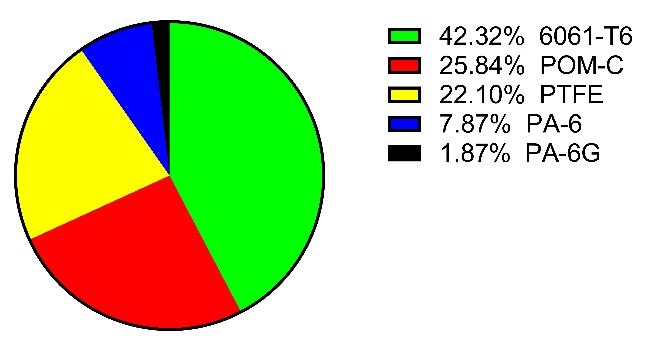 42.32% 6061-T6
25.84% POM-C
22.10% PTFE
7.87% PA-6
1.87% PA-6G